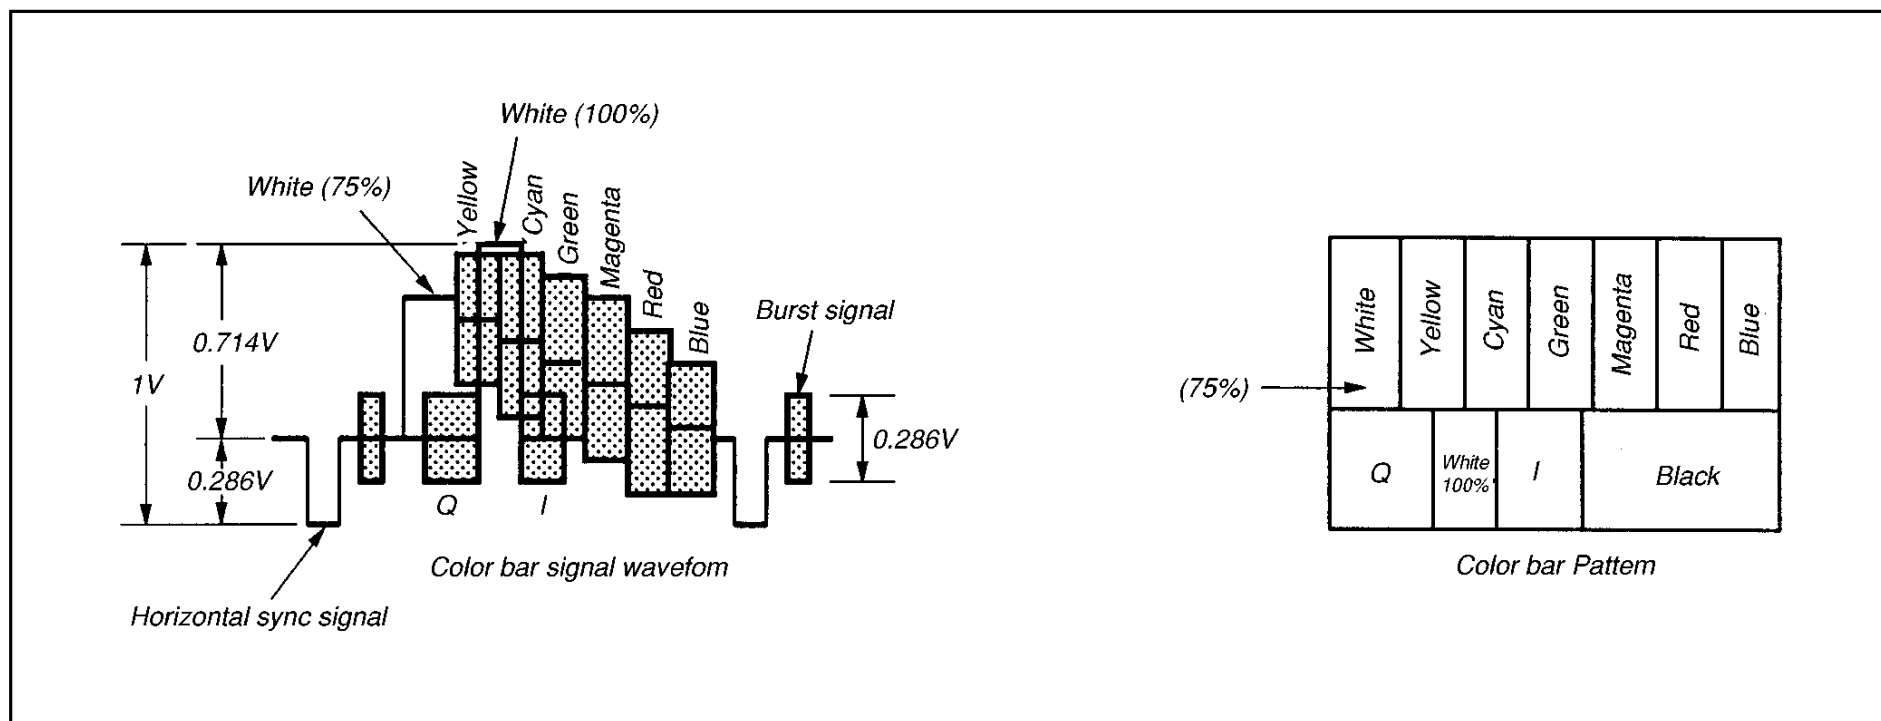 White (100%)
White (75%)
Yellow
Cyan
Green
Magenta
Red
Blue
Burst signal
0.714V
1V
0.286V
0.286V
Q
I
Color bar signal wavefom
Horizontal sync signal
White
Yellow
Cyan
Green
Magenta
Red
Blue
(75%)
Q
White
100%
I
Black
Color bar Pattem